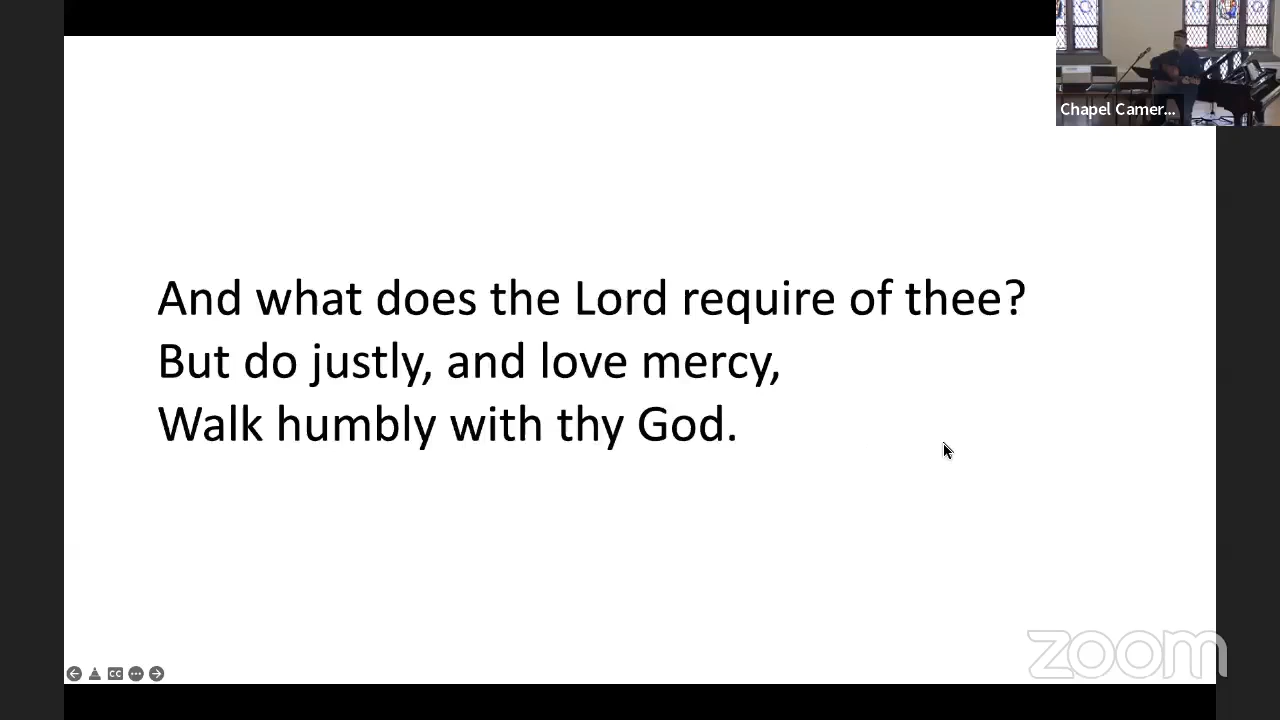 Chapel Camer...
And what does the Lord require of thee?
But do justly, and love mercy,
Walk humbly with thy God.
CC
zoom